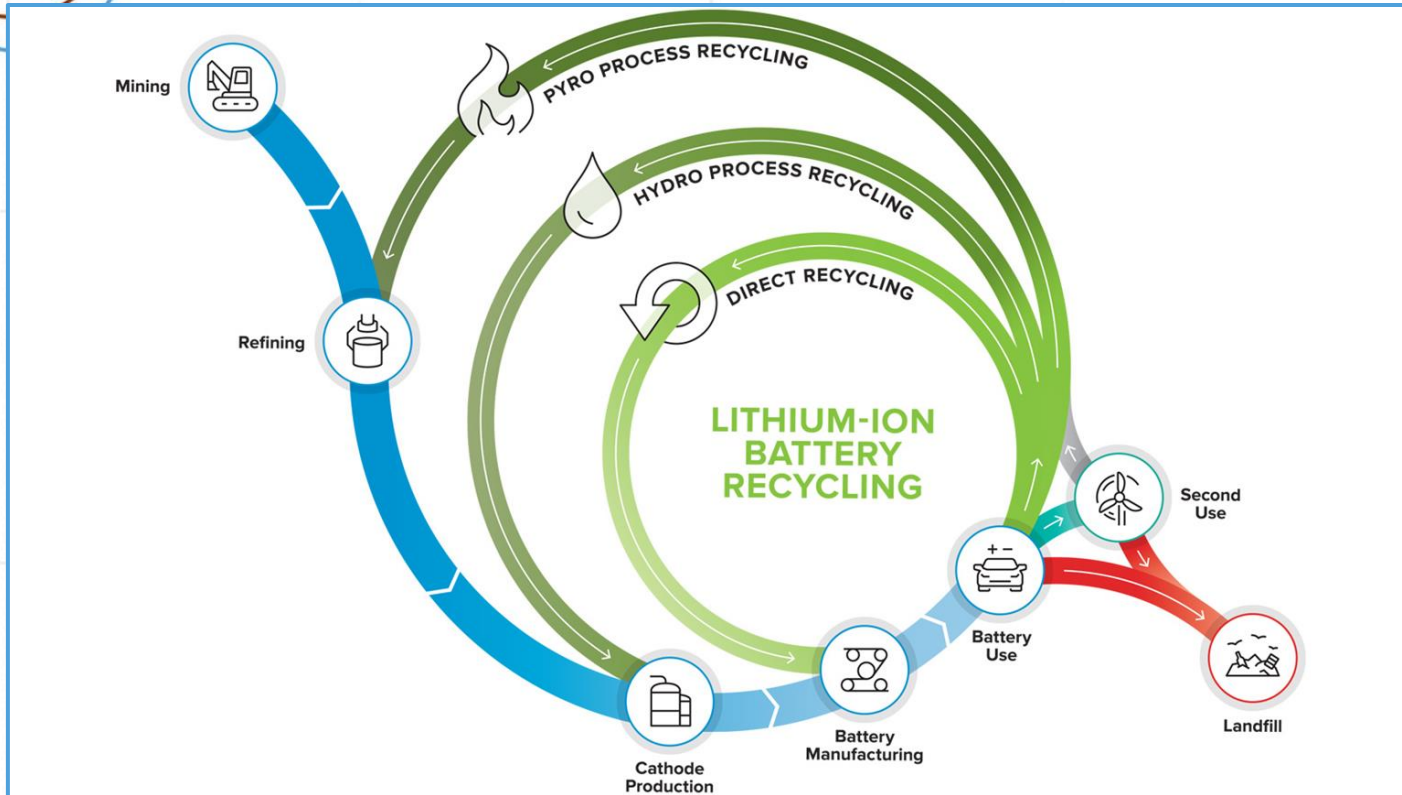 PYRO PROCESS RECYCLING
Mining
HYDRO PROCESS RECYCLING
DIRECT RECYCLING
Refining
LITHIUM-ION
BATTERY
RECYCLING
Second
Use
+ -
Battery
Use
Landfill
Battery
Manufacturing
Cathode
Production